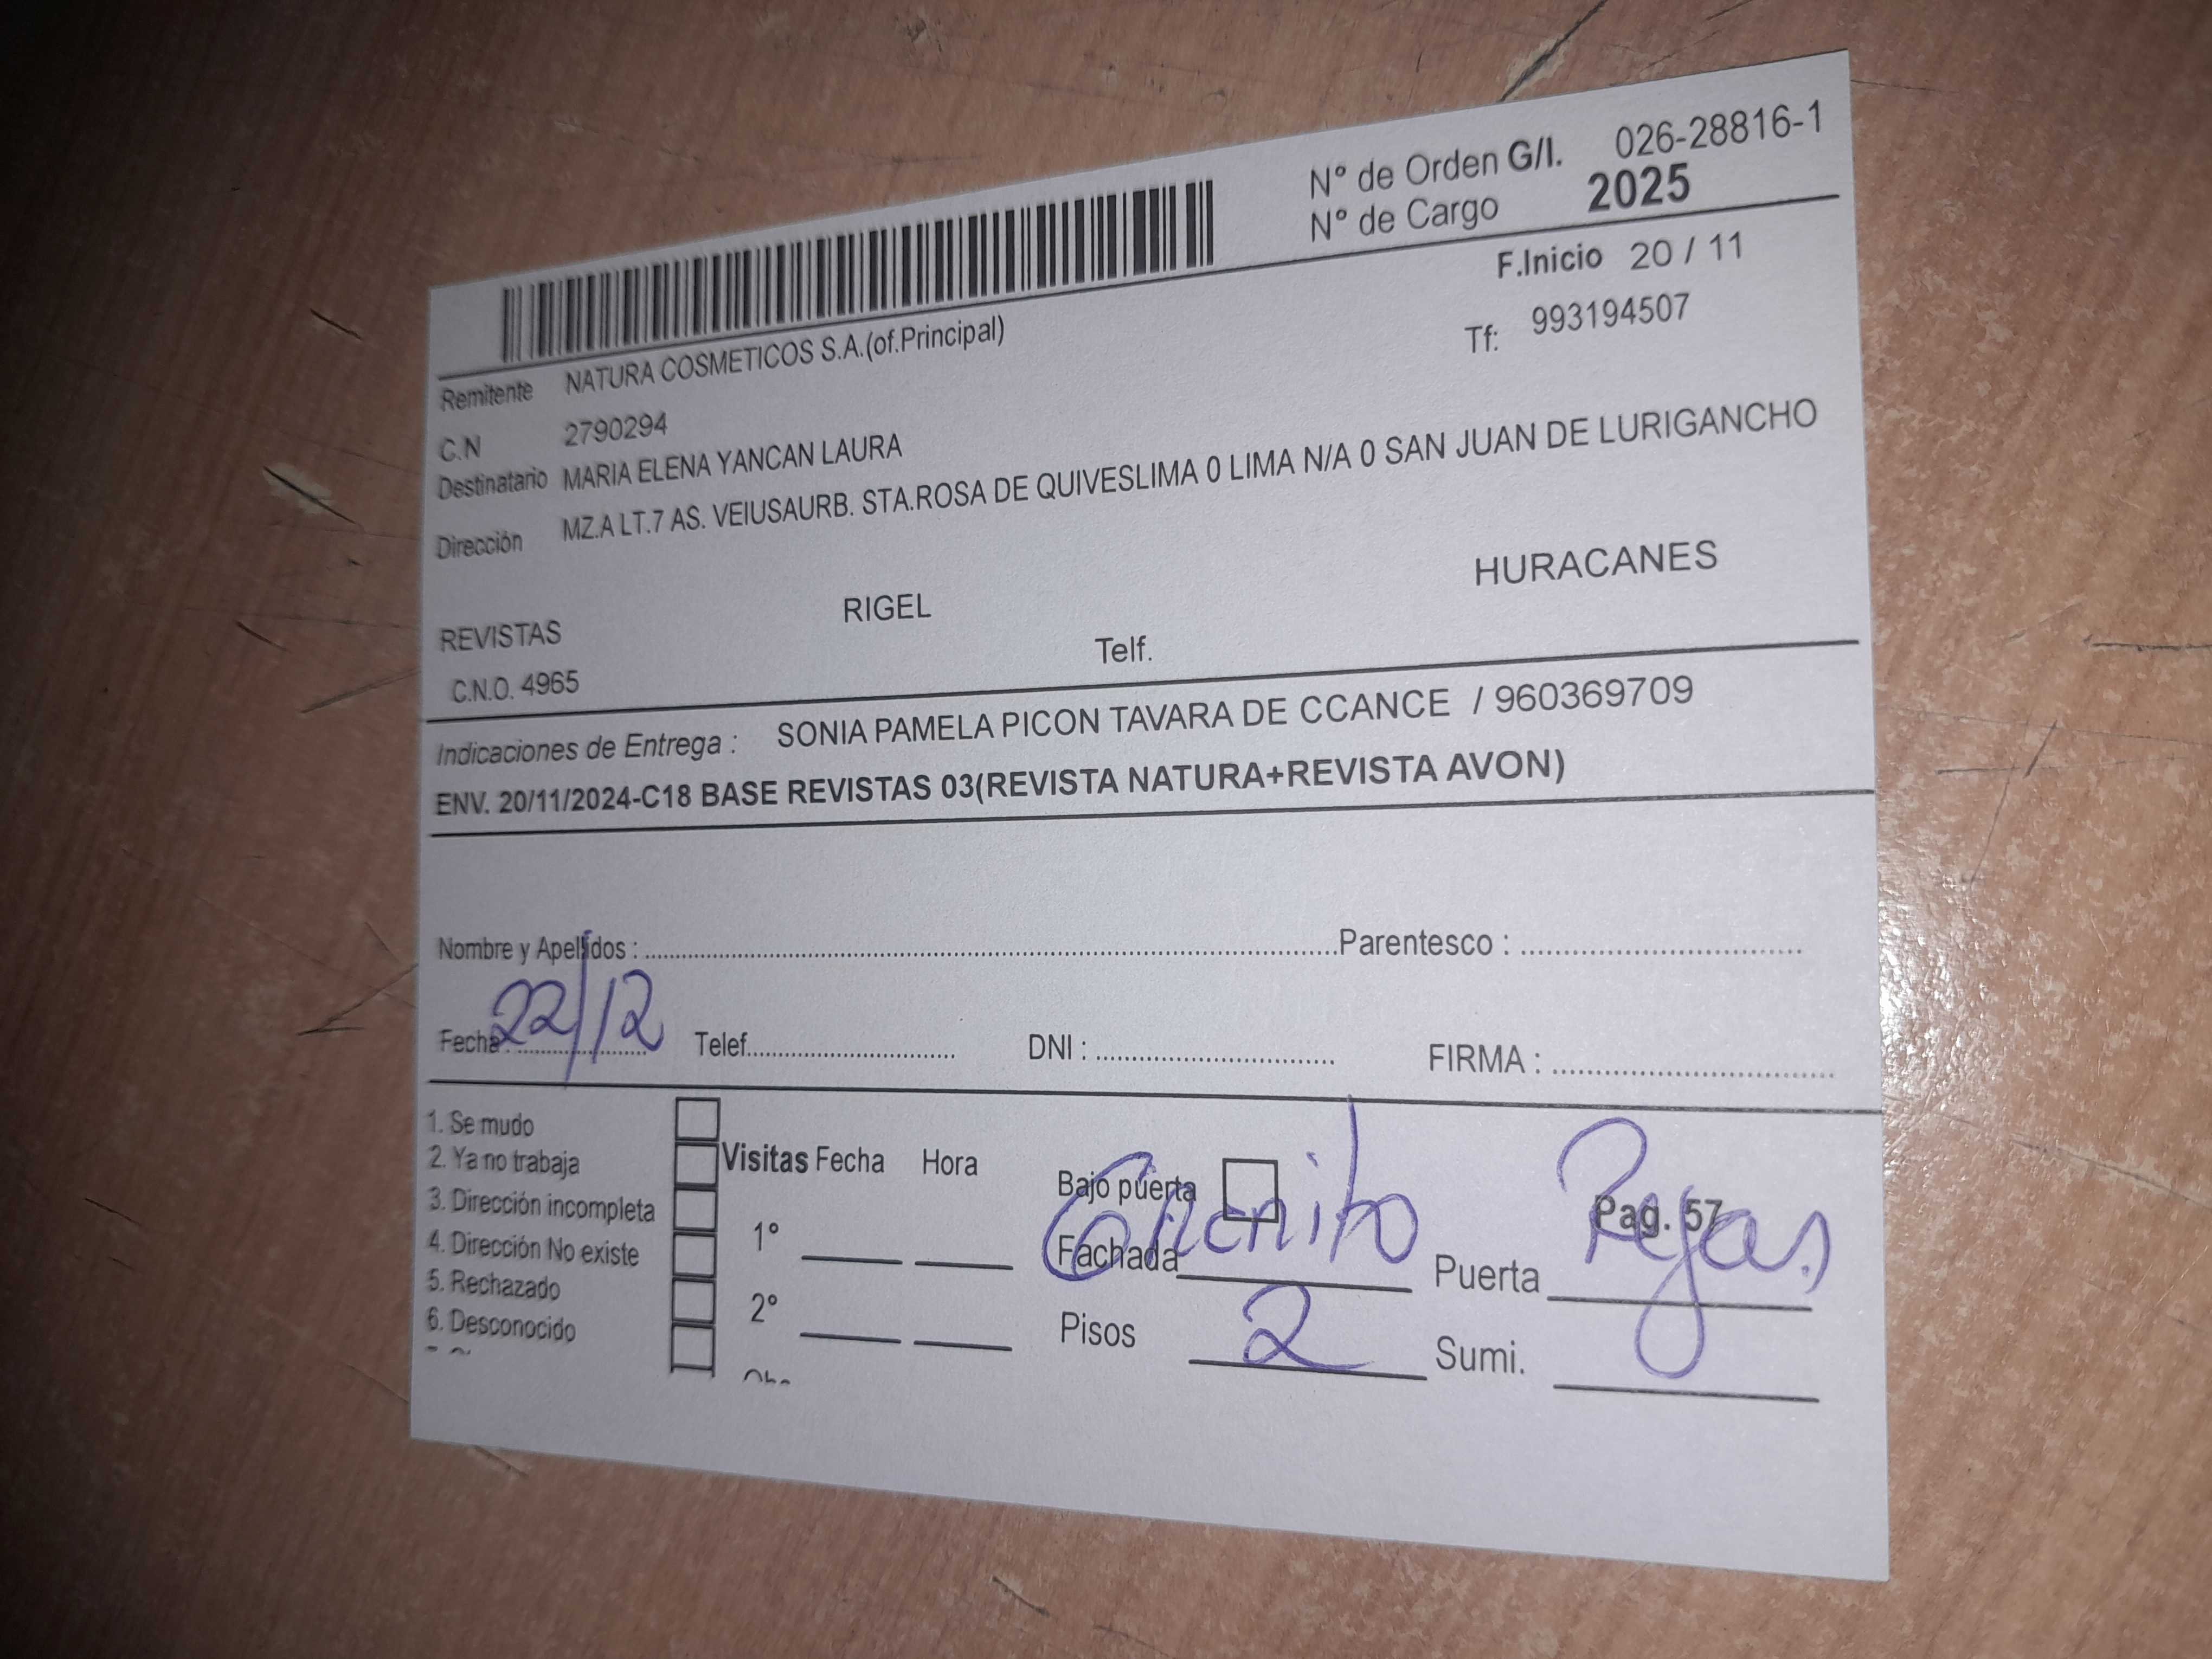 N° de Orden G/I. 026-28816-1
N° de Cargo 2025
F.Inicio 20 / 11
Remitente NATURA COSMETICOS S.A.(of.Principal)
Tf: 993194507
C.N 2790294
Destinatario MARIA ELENA YANCAN LAURA
Dirección MZ.A LT.7 AS. VEIUSAURB. STA.ROSA DE QUIVESLIMA 0 LIMA N/A 0 SAN JUAN DE LURIGANCHO
REVISTAS RIGEL HURACANES
C.N.O. 4965 Telf.
Indicaciones de Entrega : SONIA PAMELA PICON TAVARA DE CCANCE / 960369709
ENV. 20/11/2024-C18 BASE REVISTAS 03(REVISTA NATURA+REVISTA AVON)
Nombre y Apellidos : Parentesco :
Fecha : 22/12 Telef. DNI : FIRMA :
1. Se mudo
2. Ya no trabaja
3. Dirección incompleta
4. Dirección No existe
5. Rechazado
6. Desconocido
Visitas Fecha Hora
1°
2°
Bajo puerta
Fachada
Pag. 57
Puerta Rejas
Pisos 2 Sumi.